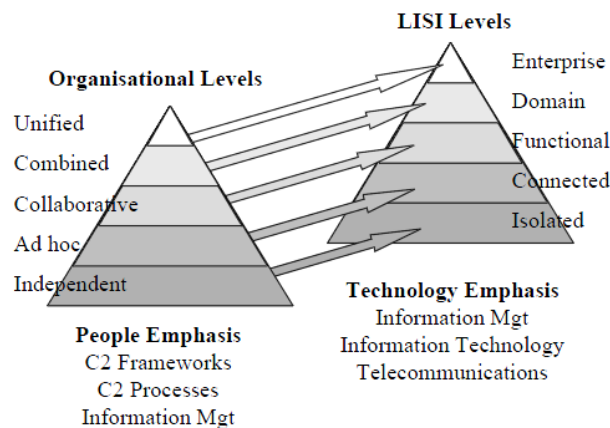 LISI Levels
Organisational Levels
Enterprise
Domain
Functional
Connected
Isolated
Unified
Combined
Collaborative
Ad hoc
Independent
Technology Emphasis
Information Mgt
Information Technology
Telecommunications
People Emphasis
C2 Frameworks
C2 Processes
Information Mgt